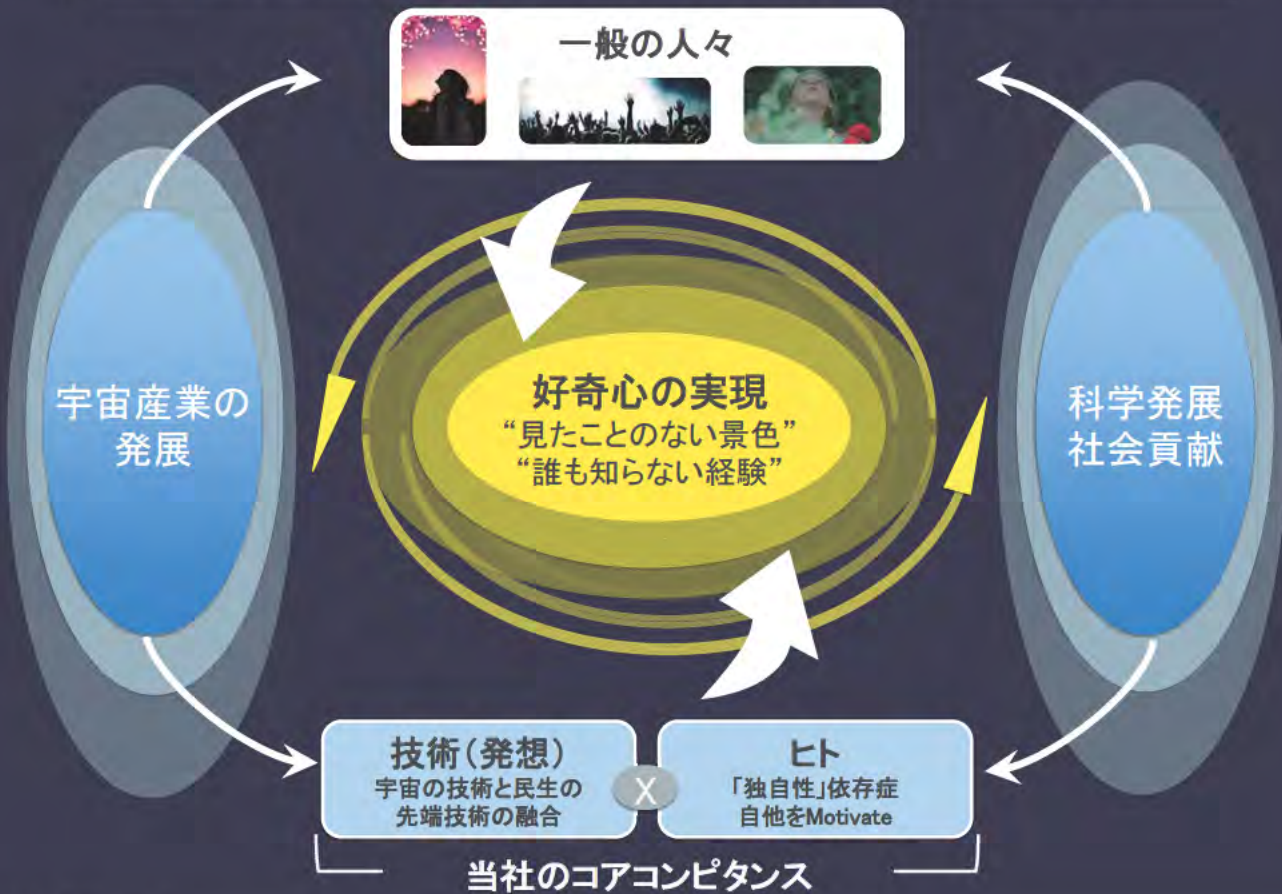 一般の人々
宇宙産業の
発展
好奇心の実現
“見たことのない景色”
“誰も知らない経験”
科学発展
社会貢献
技術（発想）
宇宙の技術と民生の
先端技術の融合
X
ヒト
「独自性」依存症
自他をMotivate
当社のコアコンピタンス